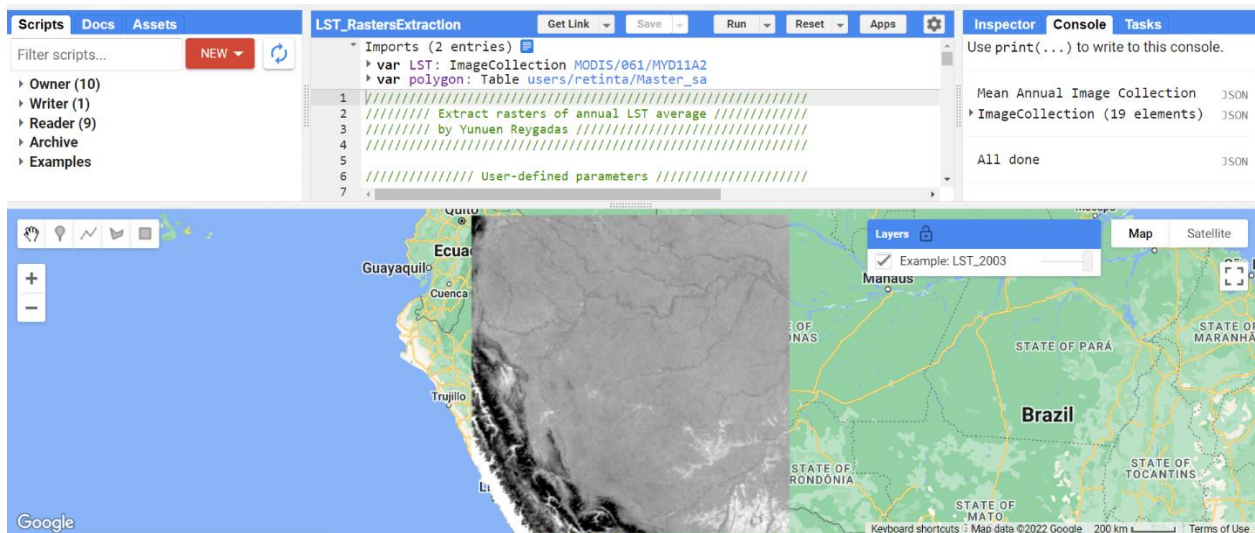 Scripts Docs Assets
Filter scripts...
NEW
Owner (10)
Writer (1)
Reader (9)
Archive
Examples
LST_RastersExtraction
Get Link
Save
Run
Reset
Apps
Imports (2 entries)
var LST: ImageCollection MODIS/061/MYD11A2
var polygon: Table users/retinta/Master_sa
1 /////////////////////////////////////////////////////////////
2 ///////// Extract rasters of annual LST average /////////////
3 ///////// by Yunuen Reygadas ////////////////////////////////
4 /////////////////////////////////////////////////////////////
5
6 /////////////// User-defined parameters /////////////////////
7
Inspector Console Tasks
Use print(...) to write to this console.
Mean Annual Image Collection JSON
ImageCollection (19 elements) JSON
All done JSON
Quito
Ecua
Guayaquil
Cuenca
Trujillo
Layers
Example: LST_2003
Map Satellite
Manaus
STATE OF PARÁ
STATE OF
MARANHÃ
Brazil
STATE OF
RONDÔNIA
STATE OF
TOCANTINS
STATE OF
MATO
Google
Keyboard shortcuts
Map data ©2022 Google
200 km
Terms of Use